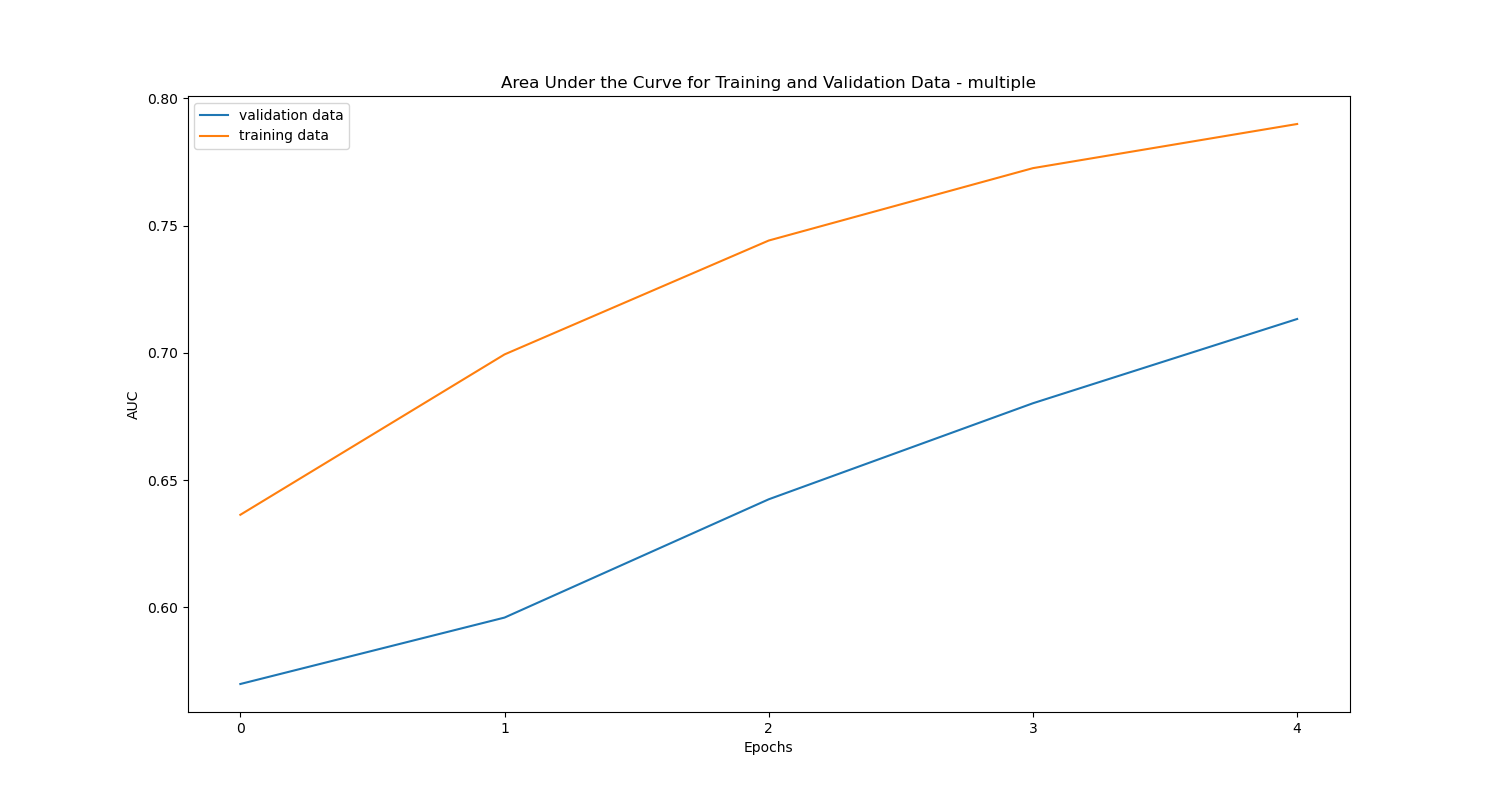 Area Under the Curve for Training and Validation Data - multiple
validation data
training data
0.80
0.75
0.70
0.65
0.60
AUC
0 1 2 3 4
Epochs